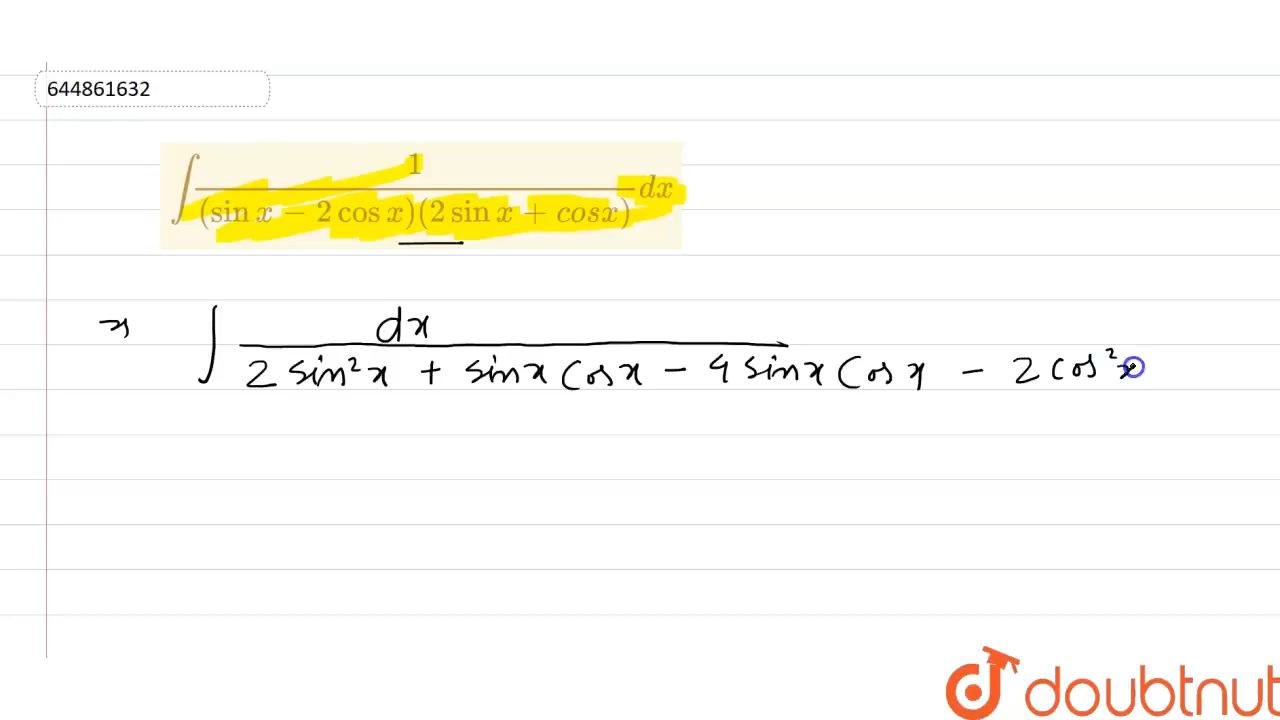 644861632
∫ 1 / (sin x − 2 cos x)(2 sin x + cosx) dx
⇒ ∫ dx / 2 sin²x + sinx Cosx − 4 sinx Cosx − 2 cos²x
doubtnut